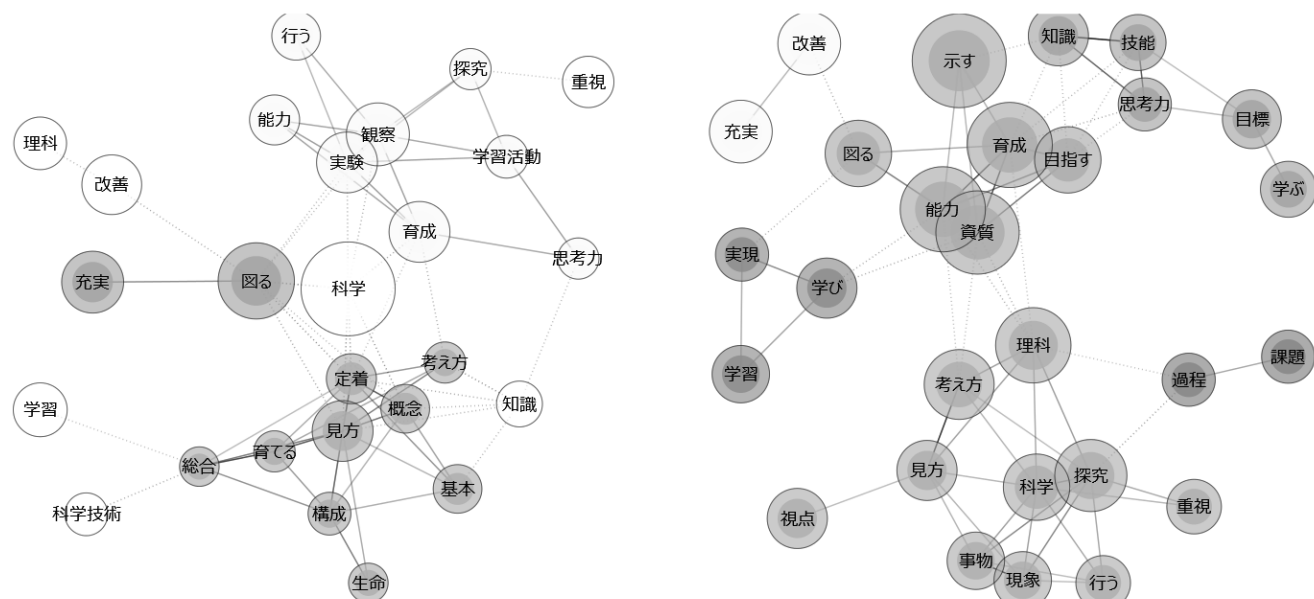 行う
探究
重視
能力
観察
理科
実験
学習活動
改善
育成
思考力
充実
図る
科学
考え方
定着
学習
概念
知識
見方
総合
育てる
基本
科学技術
構成
生命
改善
示す
知識
技能
充実
思考力
目標
図る
育成
目指す
学ぶ
能力
資質
実現
学び
理科
課題
学習
考え方
過程
見方
科学
探究
視点
重視
事物
現象
行う